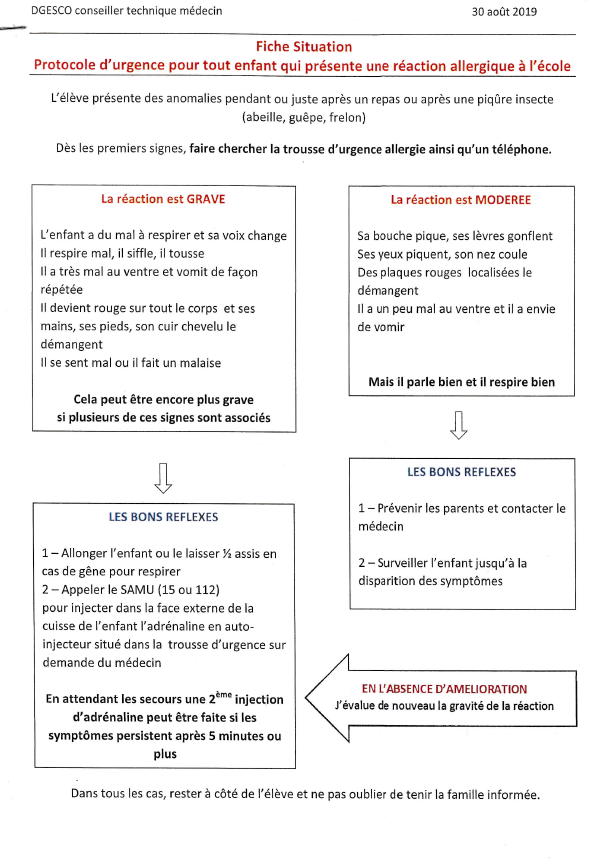 DGESCO conseiller technique médecin
30 août 2019
Fiche Situation
Protocole d'urgence pour tout enfant qui présente une réaction allergique à l'école
L'élève présente des anomalies pendant ou juste après un repas ou après une piqûre insecte
(abeille, guêpe, frelon)
Dès les premiers signes, faire chercher la trousse d'urgence allergie ainsi qu'un téléphone.
La réaction est GRAVE
L'enfant a du mal à respirer et sa voix change
Il respire mal, il siffle, il tousse
Il a très mal au ventre et vomit de façon
répétée
Il devient rouge sur tout le corps et ses
mains, ses pieds, son cuir chevelu le
démangent
Il se sent mal ou il fait un malaise
Cela peut être encore plus grave
si plusieurs de ces signes sont associés
La réaction est MODEREE
Sa bouche pique, ses lèvres gonflent
Ses yeux piquent, son nez coule
Des plaques rouges localisées le
démangent
Il a un peu mal au ventre et il a envie
de vomir
Mais il parle bien et il respire bien
LES BONS REFLEXES
1 – Allonger l'enfant ou le laisser ½ assis en
cas de gêne pour respirer
2 – Appeler le SAMU (15 ou 112)
pour injecter dans la face externe de la
cuisse de l'enfant l'adrénaline en auto-
injecteur situé dans la trousse d'urgence sur
demande du médecin
En attendant les secours une 2ème injection
d'adrénaline peut être faite si les
symptômes persistent après 5 minutes ou
plus
LES BONS REFLEXES
1 – Prévenir les parents et contacter le
médecin
2 – Surveiller l'enfant jusqu'à la
disparition des symptômes
EN L'ABSENCE D'AMELIORATION
J'évalue de nouveau la gravité de la réaction
Dans tous les cas, rester à côté de l'élève et ne pas oublier de tenir la famille informée.